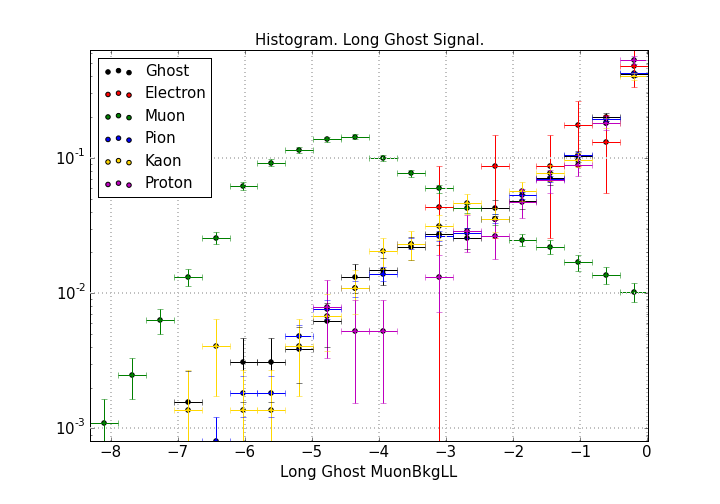 Histogram. Long Ghost Signal.
Ghost
Electron
Muon
Pion
Kaon
Proton
10⁻¹
10⁻²
10⁻³
−8 −7 −6 −5 −4 −3 −2 −1 0
Long Ghost MuonBkgLL